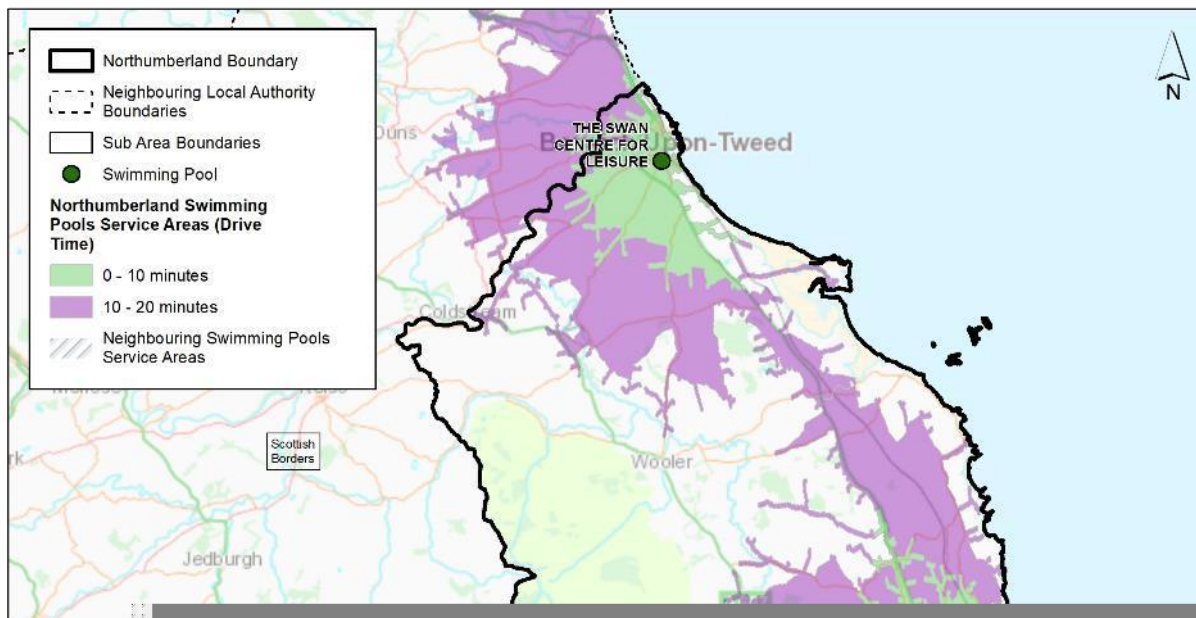 Northumberland Boundary
Neighbouring Local Authority
Boundaries
Sub Area Boundaries
Swimming Pool
Northumberland Swimming
Pools Service Areas (Drive
Time)
0 - 10 minutes
10 - 20 minutes
Neighbouring Swimming Pools
Service Areas
N
Duns
THE SWAN
CENTRE FOR
LEISURE
Upon-Tweed
Coldstream
Scottish
Borders
Wooler
Jedburgh